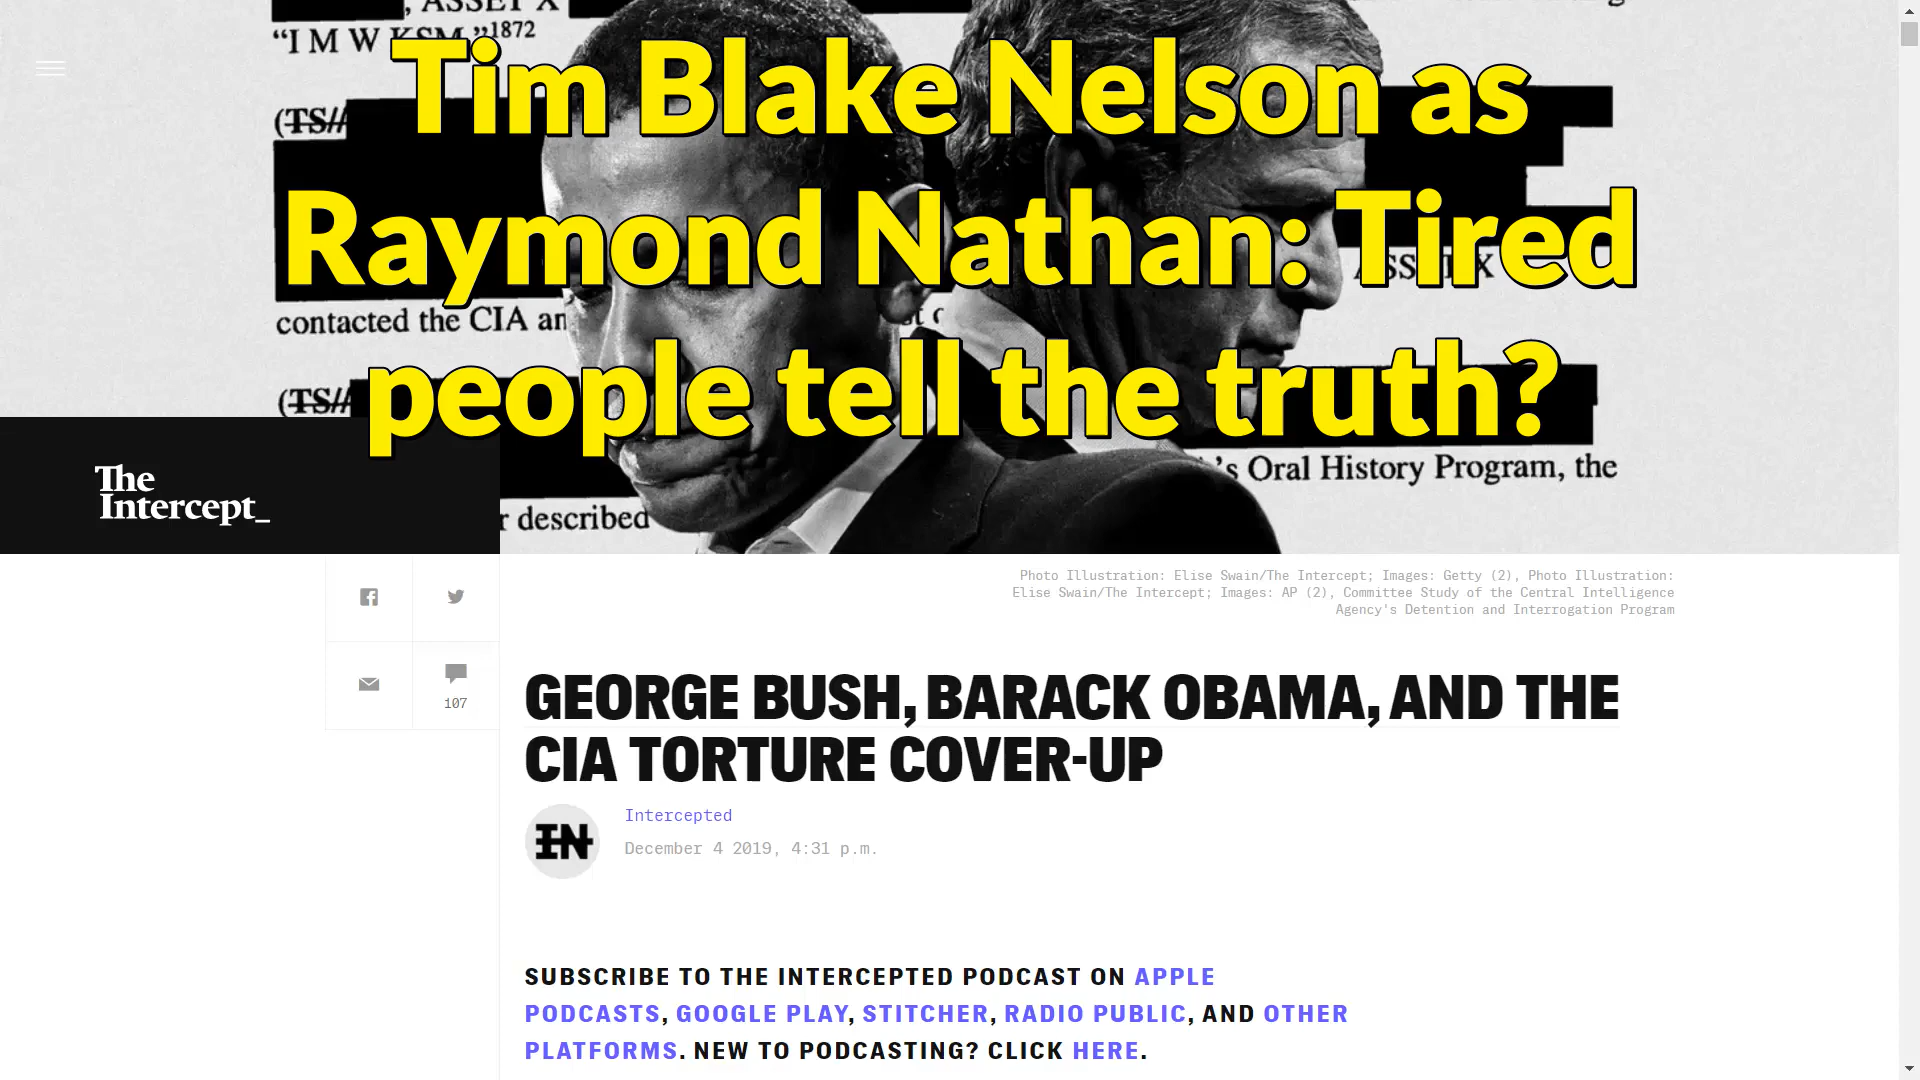 , ASSET X
“I M W KSM.”1872
Tim Blake Nelson as
(TS//
Raymond Nathan: Tired
ASSET X
contacted the CIA an
people tell the truth?
(TS//
’s Oral History Program, the
r described
The
Intercept_
Photo Illustration: Elise Swain/The Intercept; Images: Getty (2), Photo Illustration:
Elise Swain/The Intercept; Images: AP (2), Committee Study of the Central Intelligence
Agency's Detention and Interrogation Program
107
GEORGE BUSH, BARACK OBAMA, AND THE
CIA TORTURE COVER-UP
IN
Intercepted
December 4 2019, 4:31 p.m.
SUBSCRIBE TO THE INTERCEPTED PODCAST ON APPLE
PODCASTS, GOOGLE PLAY, STITCHER, RADIO PUBLIC, AND OTHER
PLATFORMS. NEW TO PODCASTING? CLICK HERE.